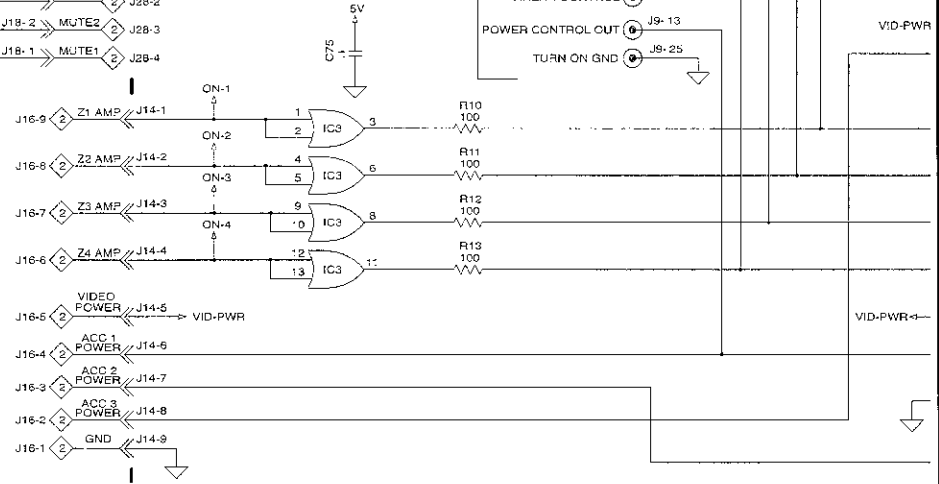 J28-2
5V
J18-2 MUTE2 2 J28-3
POWER CONTROL OUT J9-13
VID-PWR
J18-1 MUTE1 2 J28-4
C75
TURN ON GND J9-25
ON-1
J16-9 2 Z1 AMP J14-1 1 2 IC3 3 R10 100
ON-2
J16-8 2 Z2 AMP J14-2 4 5 IC3 6 R11 100
ON-3
J16-7 2 Z3 AMP J14-3 9 10 IC3 8 R12 100
ON-4
J16-6 2 Z4 AMP J14-4 12 13 IC3 11 R13 100
J16-5 2 VIDEO POWER J14-5 VID-PWR
VID-PWR
J16-4 2 ACC 1 POWER J14-6
J16-3 2 ACC 2 POWER J14-7
J16-2 2 ACC 3 POWER J14-8
J16-1 2 GND J14-9